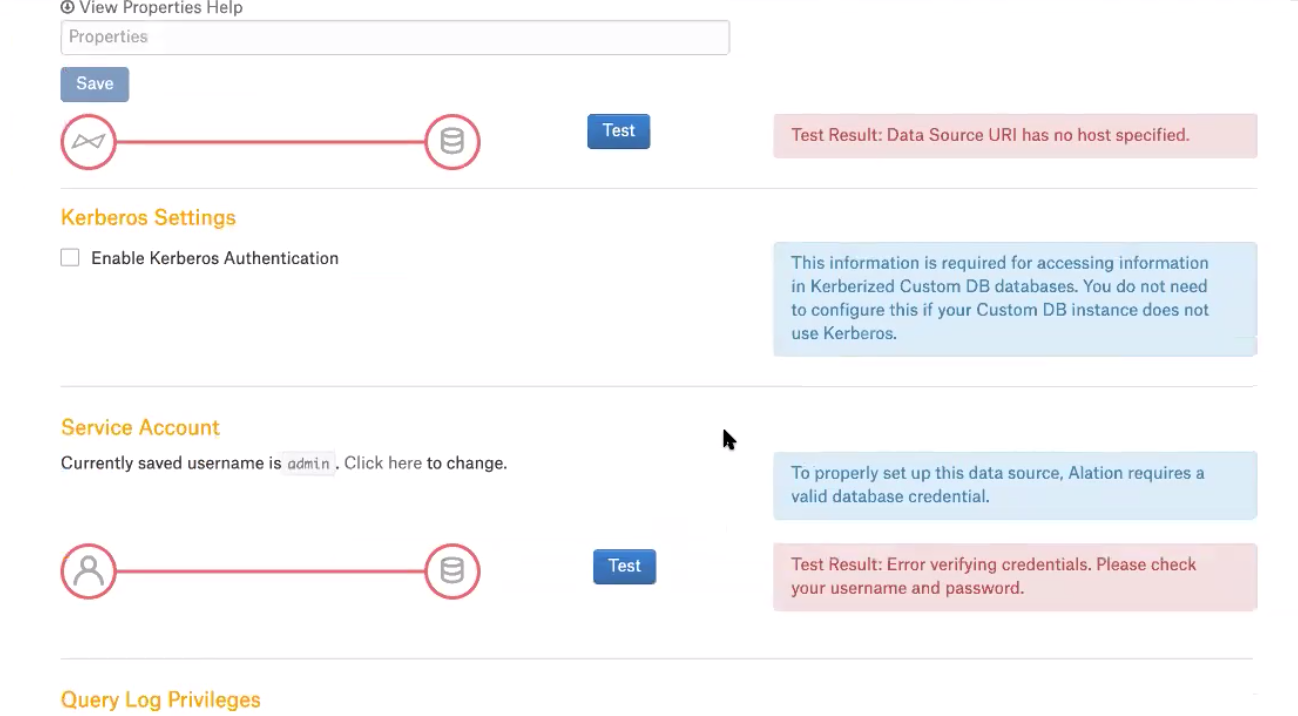 View Properties Help
Properties
Save
Test
Test Result: Data Source URI has no host specified.
Kerberos Settings
Enable Kerberos Authentication
This information is required for accessing information
in Kerberized Custom DB databases. You do not need
to configure this if your Custom DB instance does not
use Kerberos.
Service Account
Currently saved username is admin . Click here to change.
To properly set up this data source, Alation requires a
valid database credential.
Test
Test Result: Error verifying credentials. Please check
your username and password.
Query Log Privileges